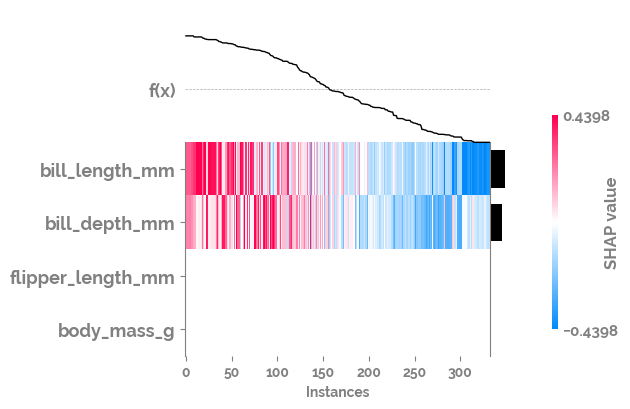 f(x)
bill_length_mm
bill_depth_mm
flipper_length_mm
body_mass_g
0 50 100 150 200 250 300
Instances
0.4398
SHAP value
−0.4398